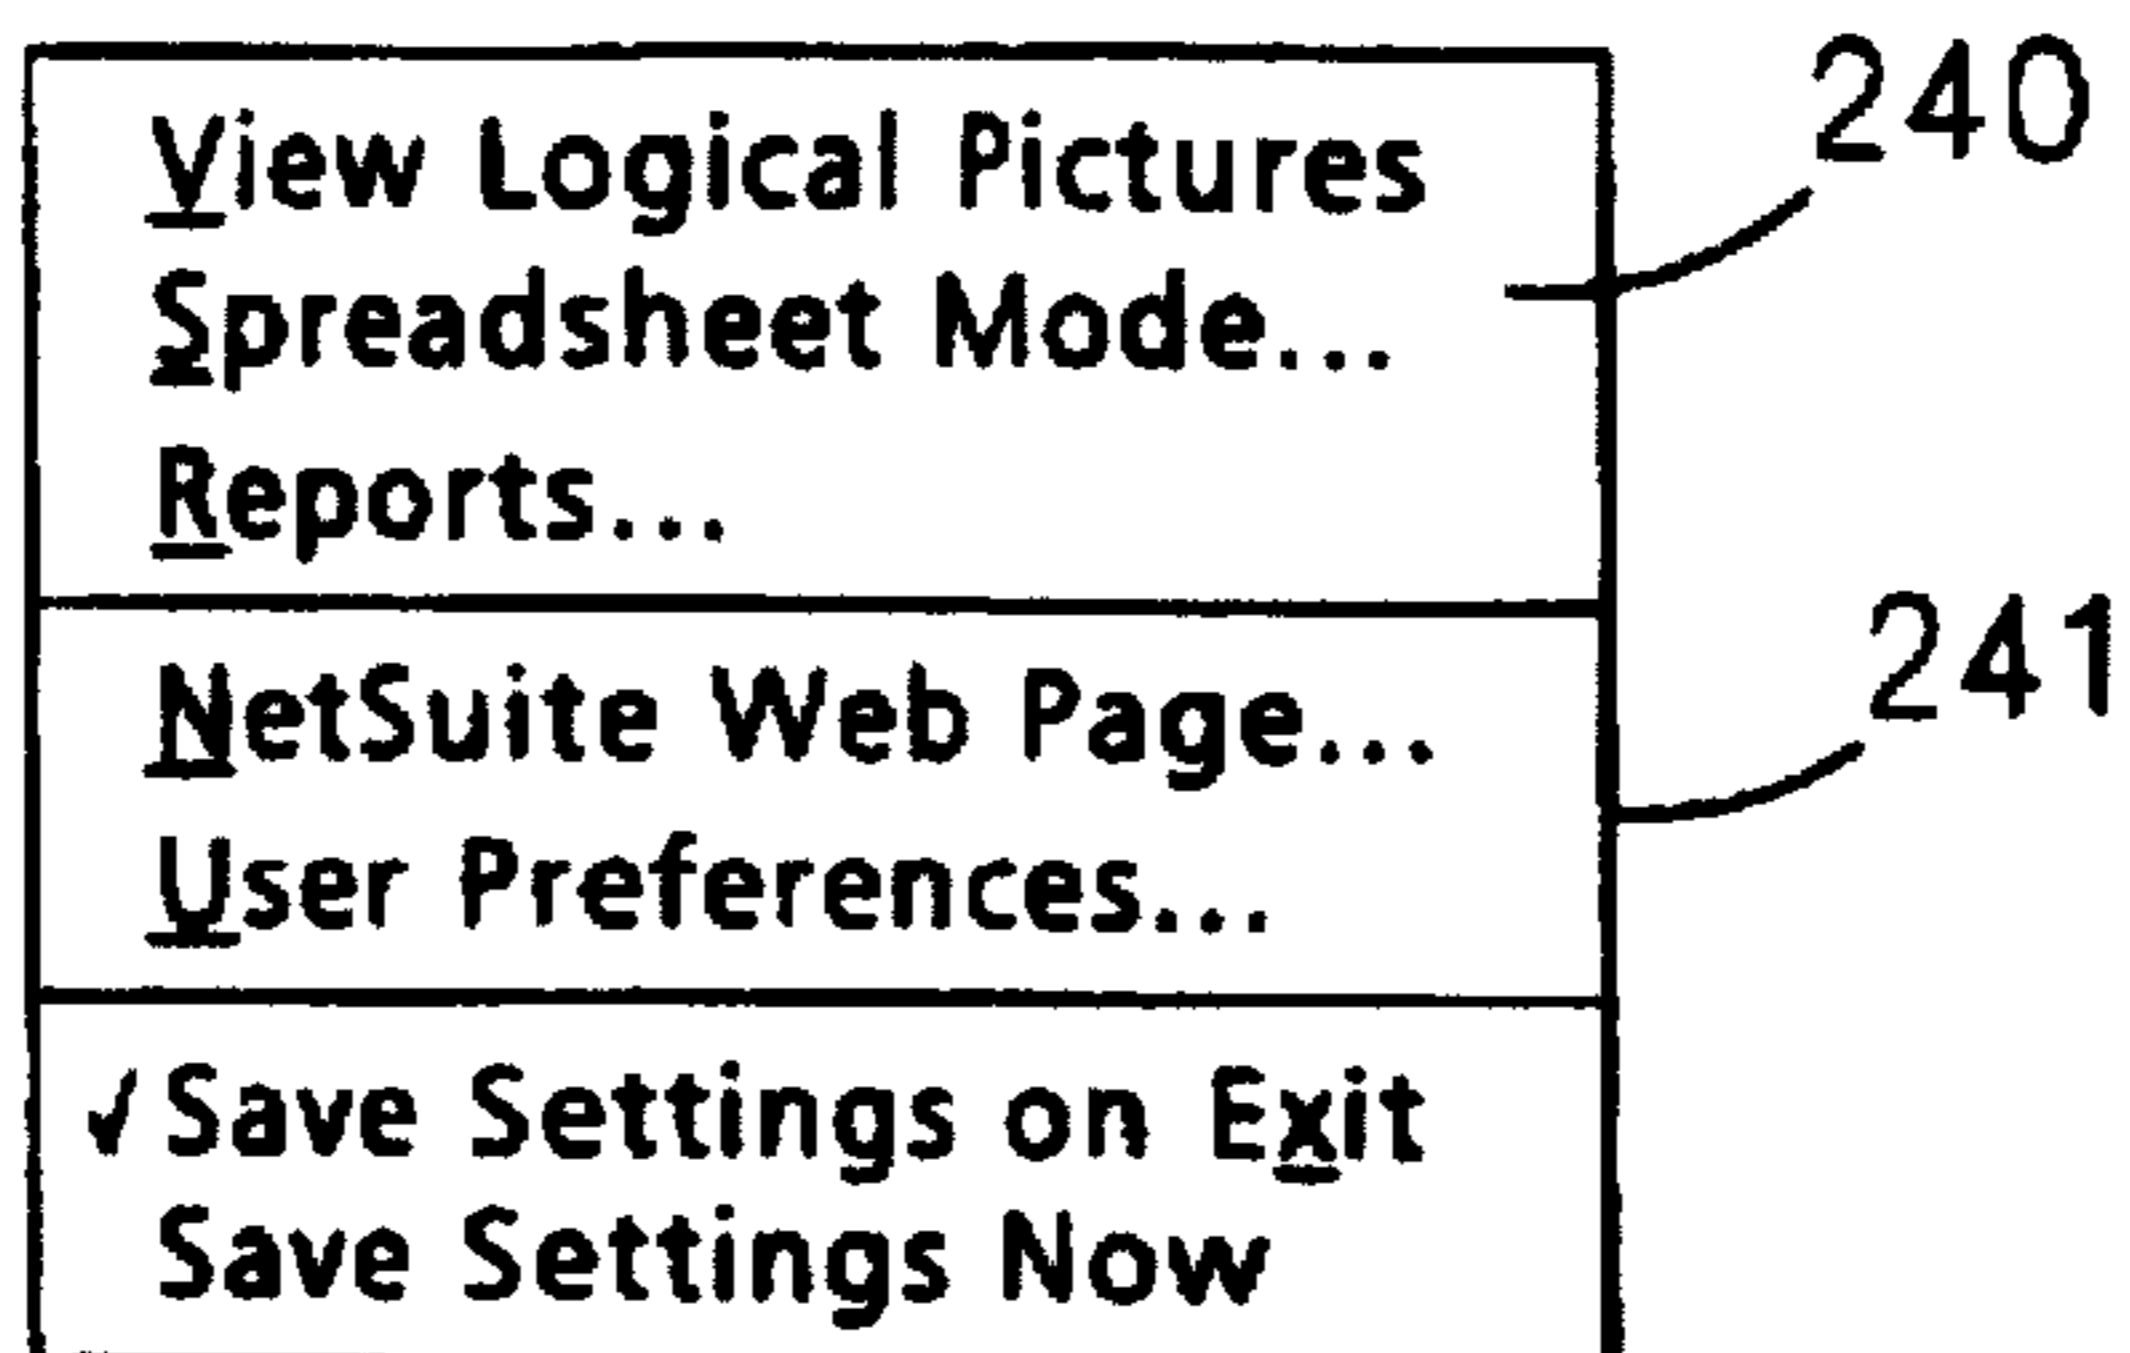 View Logical Pictures
240
Spreadsheet Mode...
Reports...
NetSuite Web Page...
241
User Preferences...
✓Save Settings on Exit
Save Settings Now